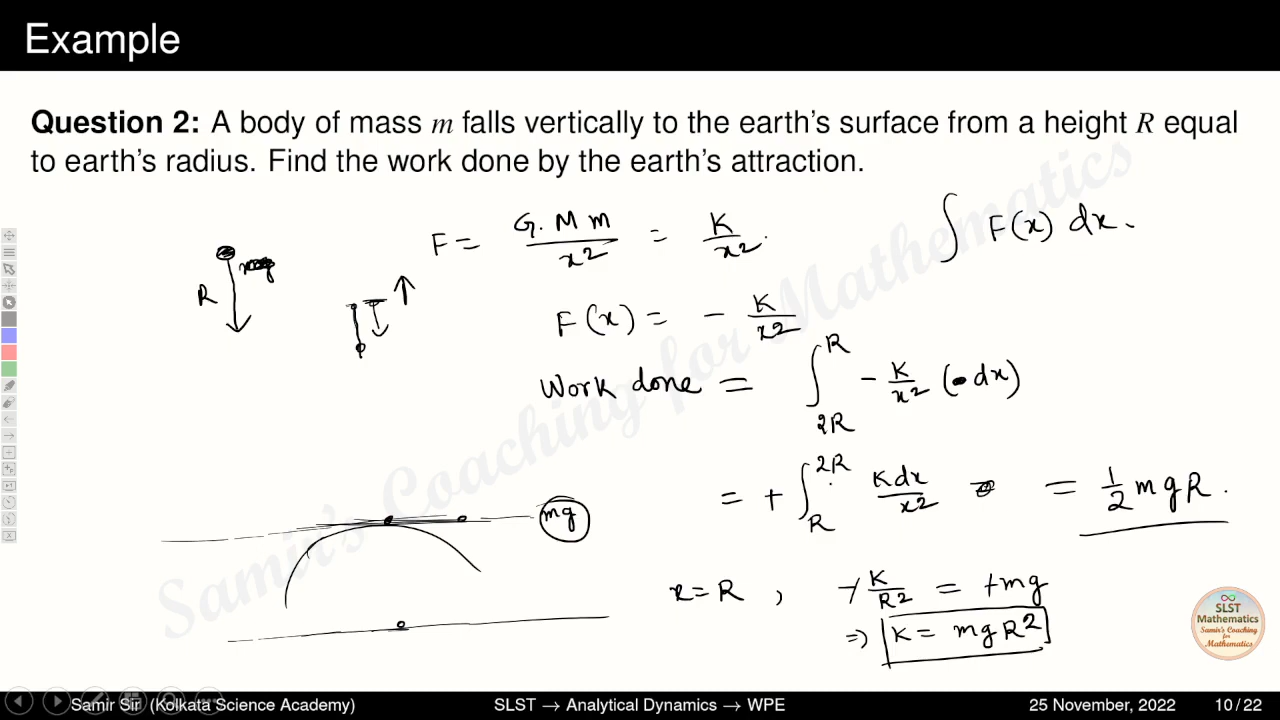 Example
Question 2: A body of mass m falls vertically to the earth's surface from a height R equal
to earth's radius. Find the work done by the earth's attraction.
F = G.Mm/x² = K/x².
∫ F(x) dx.
R
F(x) = - K/x²
Work done = ∫_{2R}^{R} - K/x² (dx)
= + ∫_{R}^{2R} Kdx/x² = 1/2 mgR.
mg
x = R, + K/R² = + mg
⇒ K = mgR²
Samir's Coaching for Mathematics
SLST
Mathematics
Samir's Coaching
for
Mathematics
Samir Sir (Kolkata Science Academy)
SLST → Analytical Dynamics → WPE
25 November, 2022
10 / 22